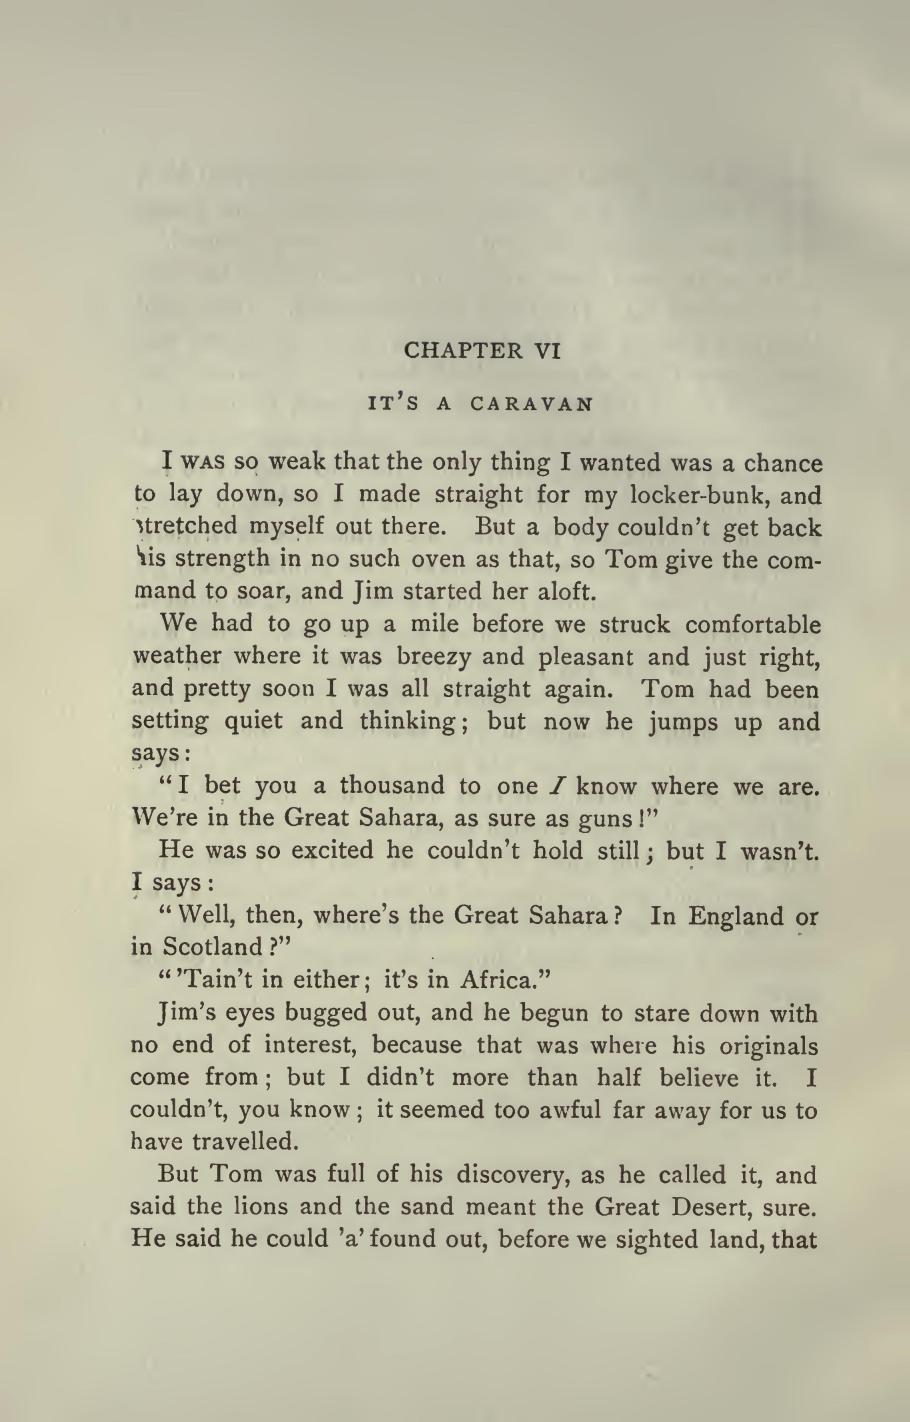 CHAPTER VI
IT'S A CARAVAN
I WAS so weak that the only thing I wanted was a chance
to lay down, so I made straight for my locker-bunk, and
stretched myself out there. But a body couldn't get back
his strength in no such oven as that, so Tom give the com-
mand to soar, and Jim started her aloft.
We had to go up a mile before we struck comfortable
weather where it was breezy and pleasant and just right,
and pretty soon I was all straight again. Tom had been
setting quiet and thinking; but now he jumps up and
says:
"I bet you a thousand to one I know where we are.
We're in the Great Sahara, as sure as guns!"
He was so excited he couldn't hold still; but I wasn't.
I says:
"Well, then, where's the Great Sahara? In England or
in Scotland?"
"'Tain't in either; it's in Africa."
Jim's eyes bugged out, and he begun to stare down with
no end of interest, because that was where his originals
come from; but I didn't more than half believe it. I
couldn't, you know; it seemed too awful far away for us to
have travelled.
But Tom was full of his discovery, as he called it, and
said the lions and the sand meant the Great Desert, sure.
He said he could 'a' found out, before we sighted land, that